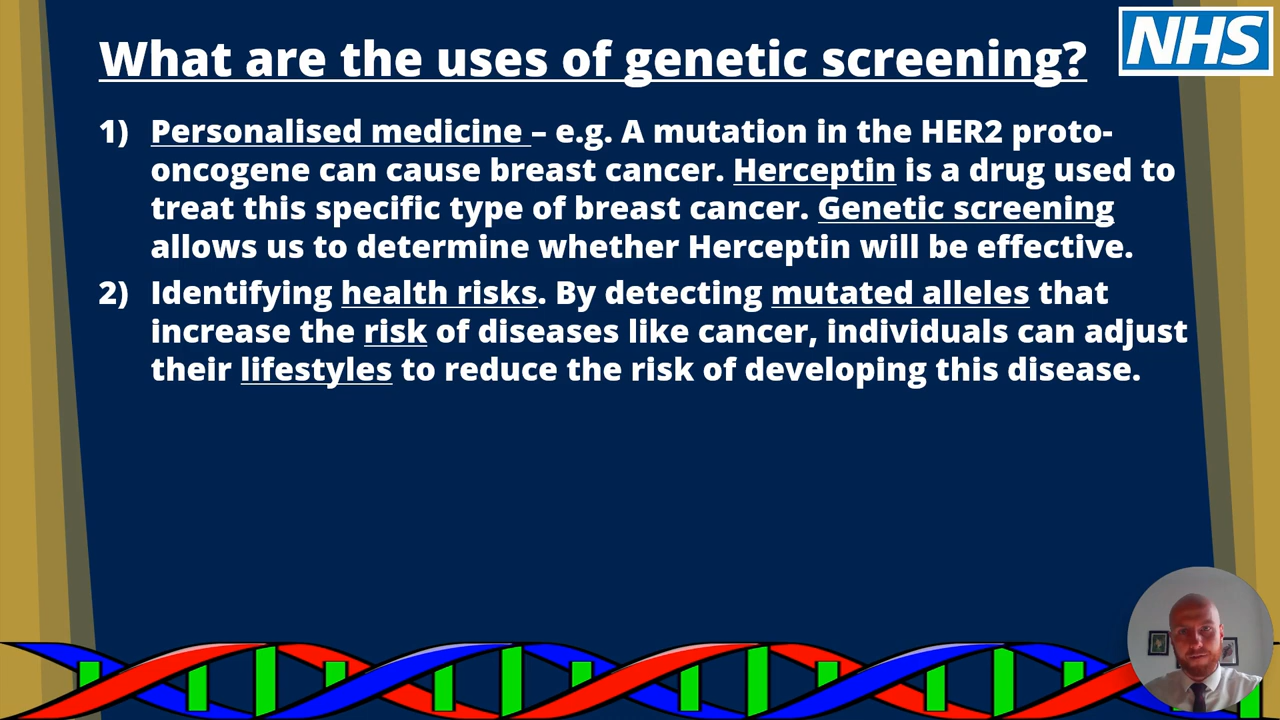 What are the uses of genetic screening?
NHS
1) Personalised medicine – e.g. A mutation in the HER2 proto-
oncogene can cause breast cancer. Herceptin is a drug used to
treat this specific type of breast cancer. Genetic screening
allows us to determine whether Herceptin will be effective.
2) Identifying health risks. By detecting mutated alleles that
increase the risk of diseases like cancer, individuals can adjust
their lifestyles to reduce the risk of developing this disease.